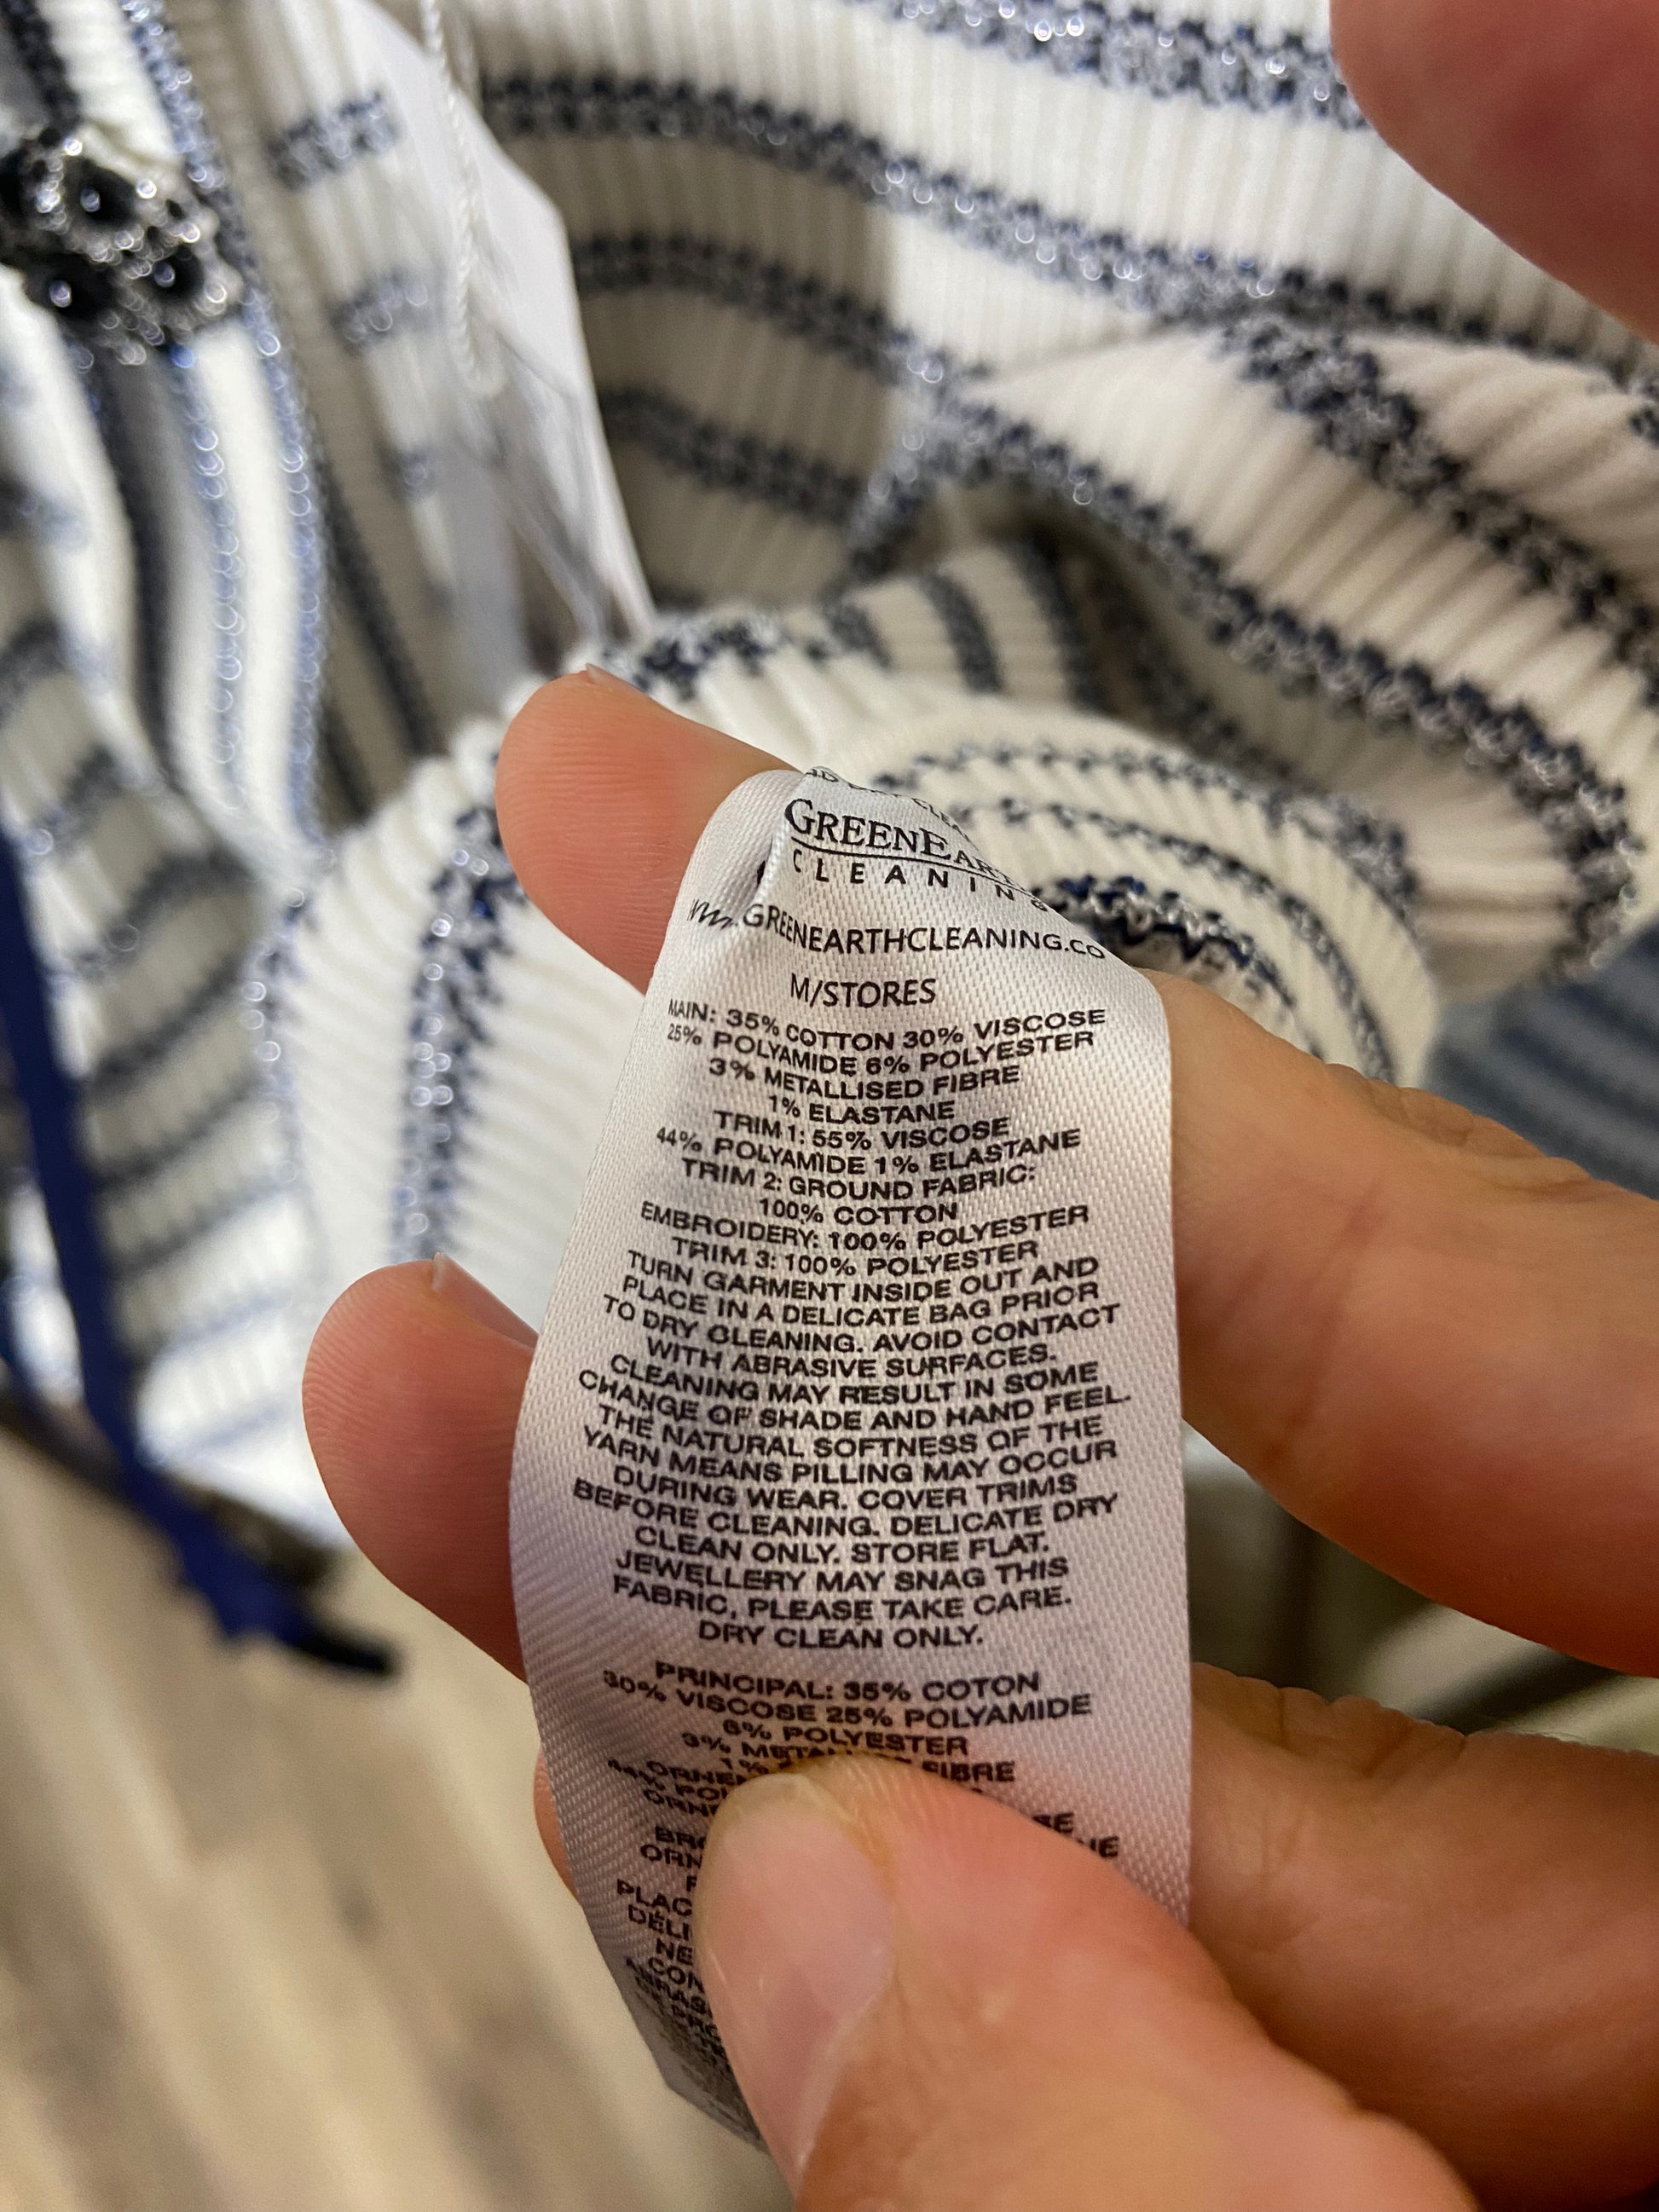 GREENEAR
CLEANING
WWW.GREENEARTHCLEANING.CO
M/STORES
MAIN: 35% COTTON 30% VISCOSE
25% POLYAMIDE 6% POLYESTER
3% METALLISED FIBRE
1% ELASTANE
TRIM 1: 55% VISCOSE
44% POLYAMIDE 1% ELASTANE
TRIM 2: GROUND FABRIC:
100% COTTON
EMBROIDERY: 100% POLYESTER
TRIM 3: 100% POLYESTER
TURN GARMENT INSIDE OUT AND
PLACE IN A DELICATE BAG PRIOR
TO DRY CLEANING. AVOID CONTACT
WITH ABRASIVE SURFACES.
CLEANING MAY RESULT IN SOME
CHANGE OF SHADE AND HAND FEEL.
THE NATURAL SOFTNESS OF THE
YARN MEANS PILLING MAY OCCUR
DURING WEAR. COVER TRIMS
BEFORE CLEANING. DELICATE DRY
CLEAN ONLY. STORE FLAT.
JEWELLERY MAY SNAG THIS
FABRIC, PLEASE TAKE CARE.
DRY CLEAN ONLY.
PRINCIPAL: 35% COTON
30% VISCOSE 25% POLYAMIDE
6% POLYESTER
3% FIBRE
1%
44%